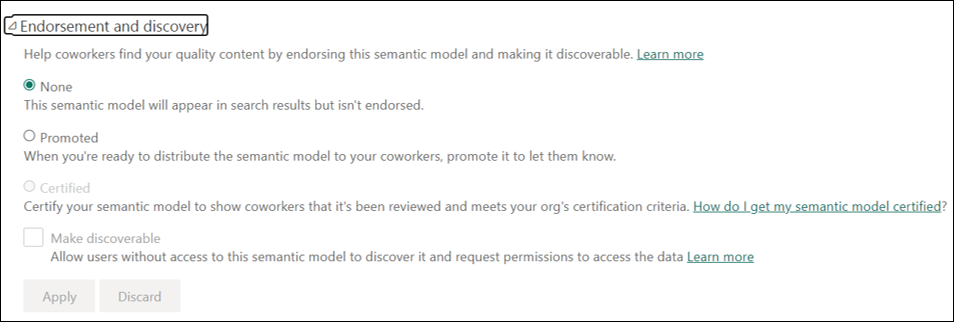 Endorsement and discovery
Help coworkers find your quality content by endorsing this semantic model and making it discoverable. Learn more
None
This semantic model will appear in search results but isn't endorsed.
Promoted
When you're ready to distribute the semantic model to your coworkers, promote it to let them know.
Certified
Certify your semantic model to show coworkers that it's been reviewed and meets your org's certification criteria. How do I get my semantic model certified?
Make discoverable
Allow users without access to this semantic model to discover it and request permissions to access the data Learn more
Apply Discard